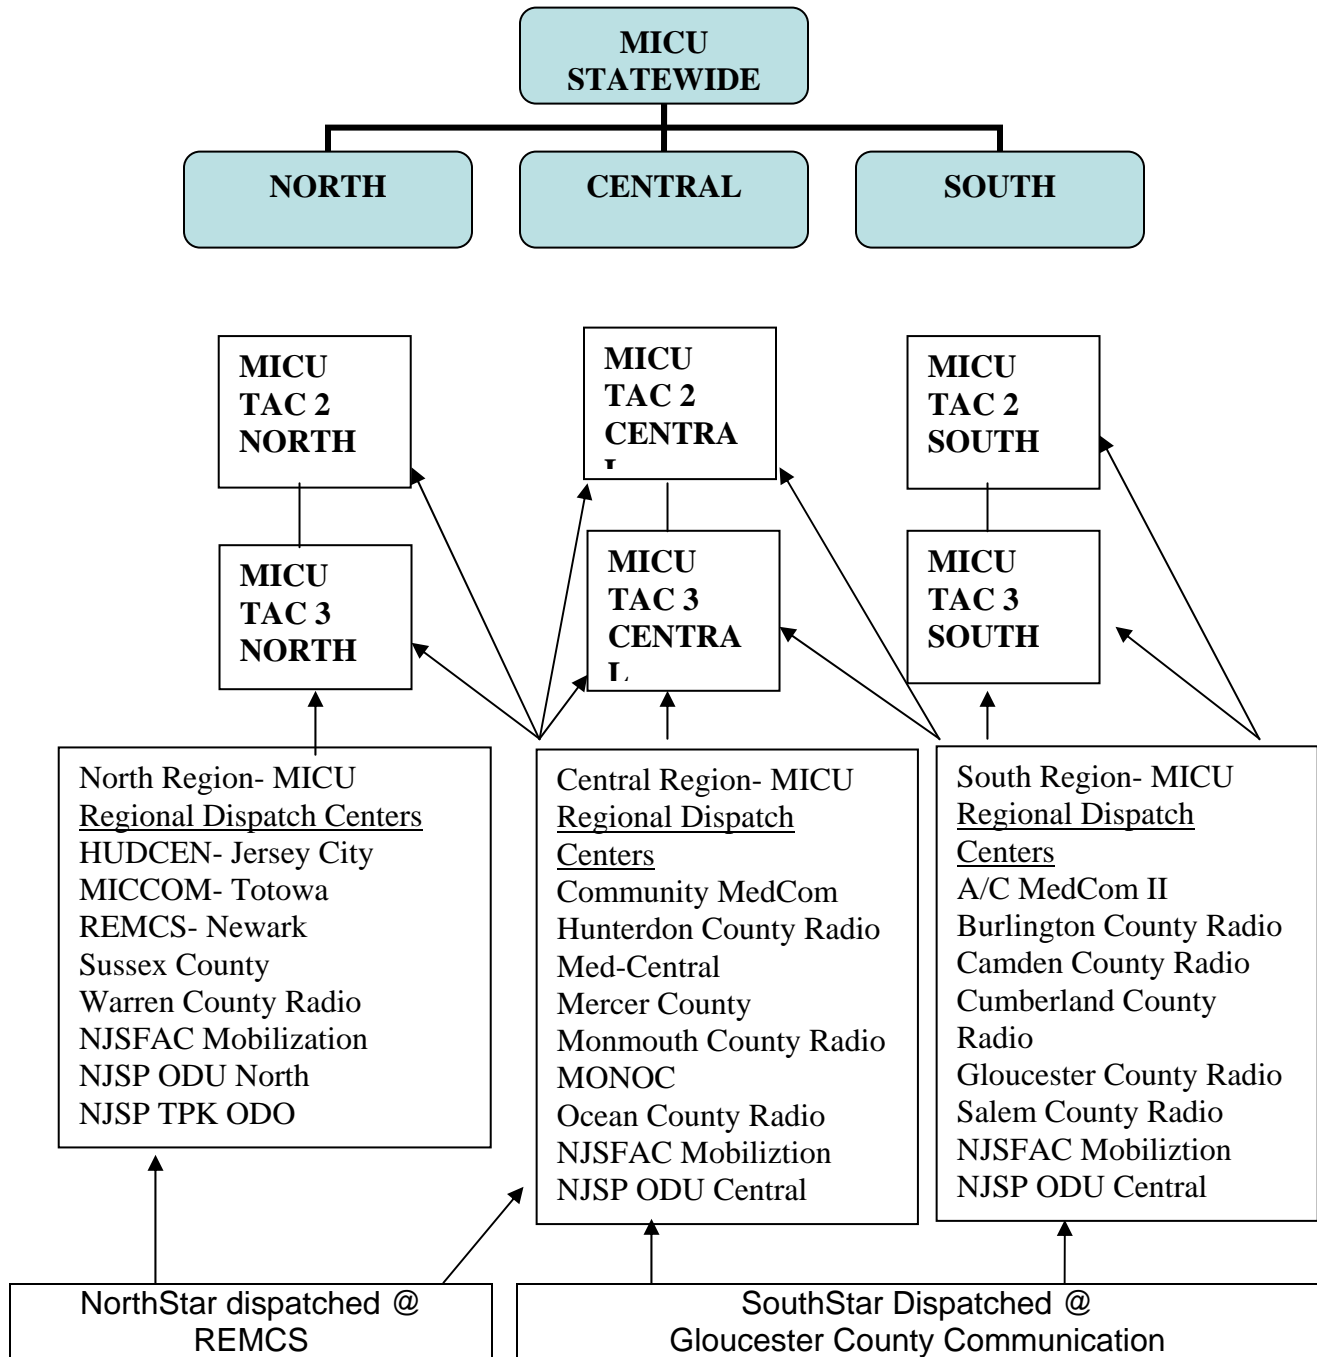 MICU
STATEWIDE
NORTH
CENTRAL
SOUTH
MICU
TAC 2
NORTH
MICU
TAC 2
CENTRA
L
MICU
TAC 2
SOUTH
MICU
TAC 3
NORTH
MICU
TAC 3
CENTRA
L
MICU
TAC 3
SOUTH
North Region- MICU
Regional Dispatch Centers
HUDCEN- Jersey City
MICCOM- Totowa
REMCS- Newark
Sussex County
Warren County Radio
NJSFAC Mobilization
NJSP ODU North
NJSP TPK ODO
Central Region- MICU
Regional Dispatch
Centers
Community MedCom
Hunterdon County Radio
Med-Central
Mercer County
Monmouth County Radio
MONOC
Ocean County Radio
NJSFAC Mobiliztion
NJSP ODU Central
South Region- MICU
Regional Dispatch
Centers
A/C MedCom II
Burlington County Radio
Camden County Radio
Cumberland County
Radio
Gloucester County Radio
Salem County Radio
NJSFAC Mobiliztion
NJSP ODU Central
NorthStar dispatched @
REMCS
SouthStar Dispatched @
Gloucester County Communication